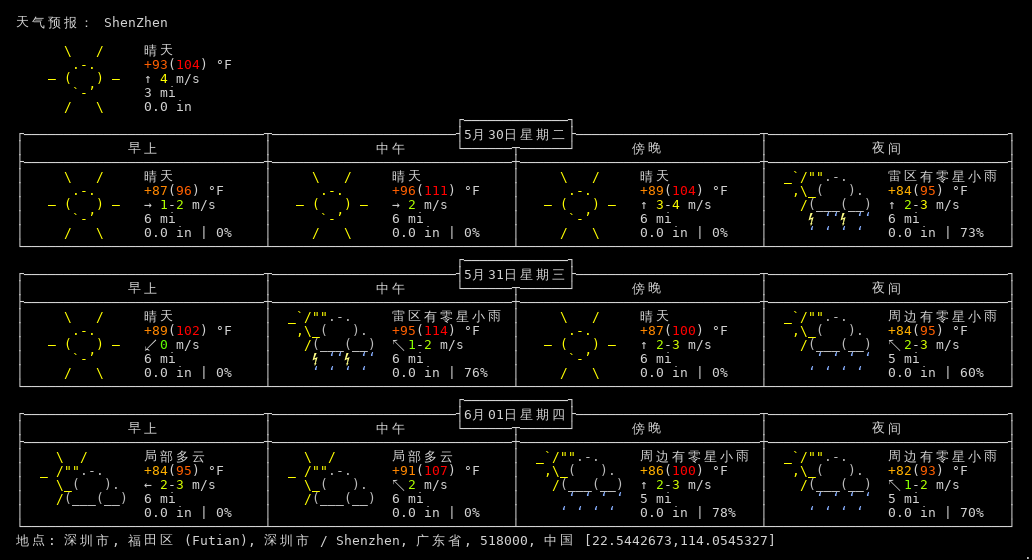 天气预报： ShenZhen
晴天
+93(104) °F
↑ 4 m/s
3 mi
0.0 in
5月30日星期二
早上 中午 傍晚 夜间
晴天 晴天 晴天 雷区有零星小雨
+87(96) °F +96(111) °F +89(104) °F +84(95) °F
→ 1-2 m/s → 2 m/s ↑ 3-4 m/s ↑ 2-3 m/s
6 mi 6 mi 6 mi 6 mi
0.0 in | 0% 0.0 in | 0% 0.0 in | 0% 0.0 in | 73%
5月31日星期三
早上 中午 傍晚 夜间
晴天 雷区有零星小雨 晴天 周边有零星小雨
+89(102) °F +95(114) °F +87(100) °F +84(95) °F
↙ 0 m/s ↖ 1-2 m/s ↑ 2-3 m/s ↖ 2-3 m/s
6 mi 6 mi 6 mi 5 mi
0.0 in | 0% 0.0 in | 76% 0.0 in | 0% 0.0 in | 60%
6月01日星期四
早上 中午 傍晚 夜间
局部多云 局部多云 周边有零星小雨 周边有零星小雨
+84(95) °F +91(107) °F +86(100) °F +82(93) °F
← 2-3 m/s ↖ 2 m/s ↑ 2-3 m/s ↖ 1-2 m/s
6 mi 6 mi 5 mi 5 mi
0.0 in | 0% 0.0 in | 0% 0.0 in | 78% 0.0 in | 70%
地点: 深圳市, 福田区 (Futian), 深圳市 / Shenzhen, 广东省, 518000, 中国 [22.5442673,114.0545327]